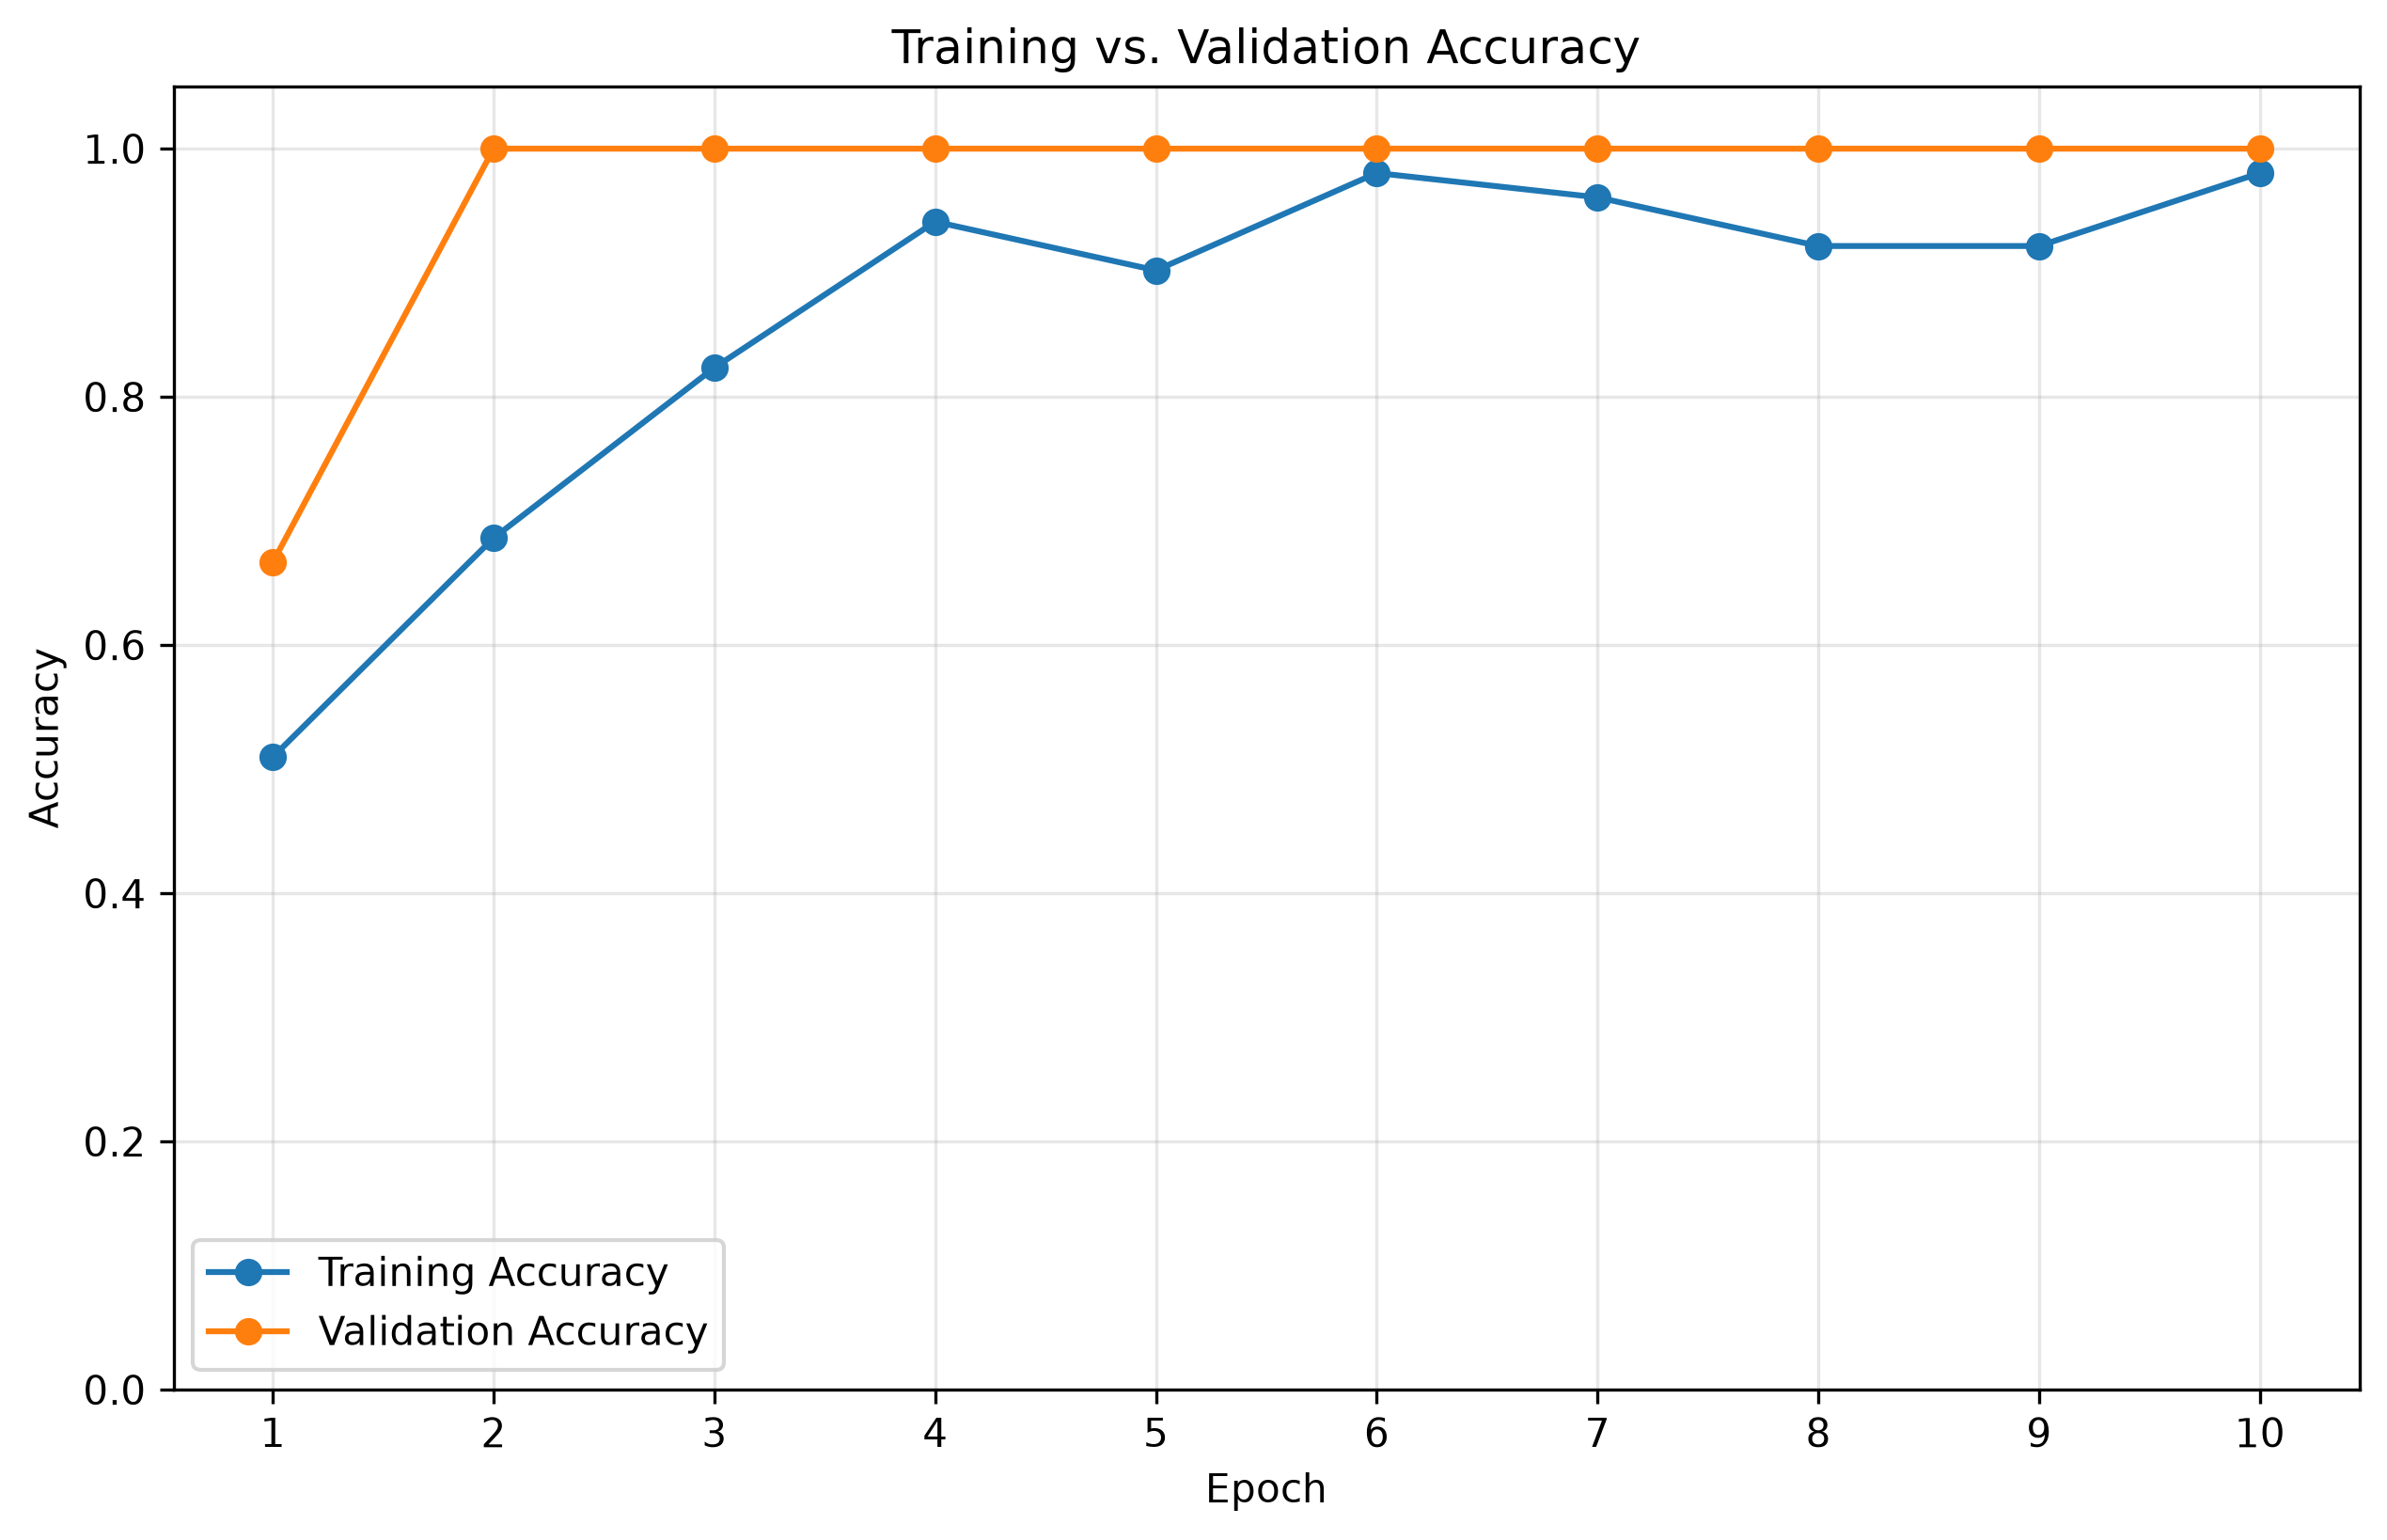 Training vs. Validation Accuracy
1.0
0.8
0.6
0.4
0.2
0.0
Accuracy
Training Accuracy
Validation Accuracy
1 2 3 4 5 6 7 8 9 10
Epoch